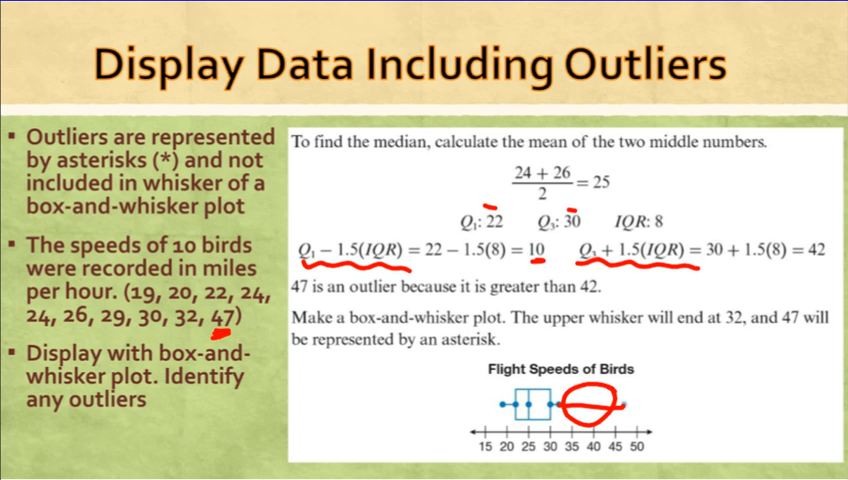 Display Data Including Outliers
▪ Outliers are represented
by asterisks (*) and not
included in whisker of a
box-and-whisker plot
▪ The speeds of 10 birds
were recorded in miles
per hour. (19, 20, 22, 24,
24, 26, 29, 30, 32, 47)
▪ Display with box-and-
whisker plot. Identify
any outliers
To find the median, calculate the mean of the two middle numbers.
24 + 26
2
= 25
Q₁: 22 Q₃: 30 IQR: 8
Q₁ – 1.5(IQR) = 22 – 1.5(8) = 10 Q₃ + 1.5(IQR) = 30 + 1.5(8) = 42
47 is an outlier because it is greater than 42.
Make a box-and-whisker plot. The upper whisker will end at 32, and 47 will
be represented by an asterisk.
Flight Speeds of Birds
15 20 25 30 35 40 45 50